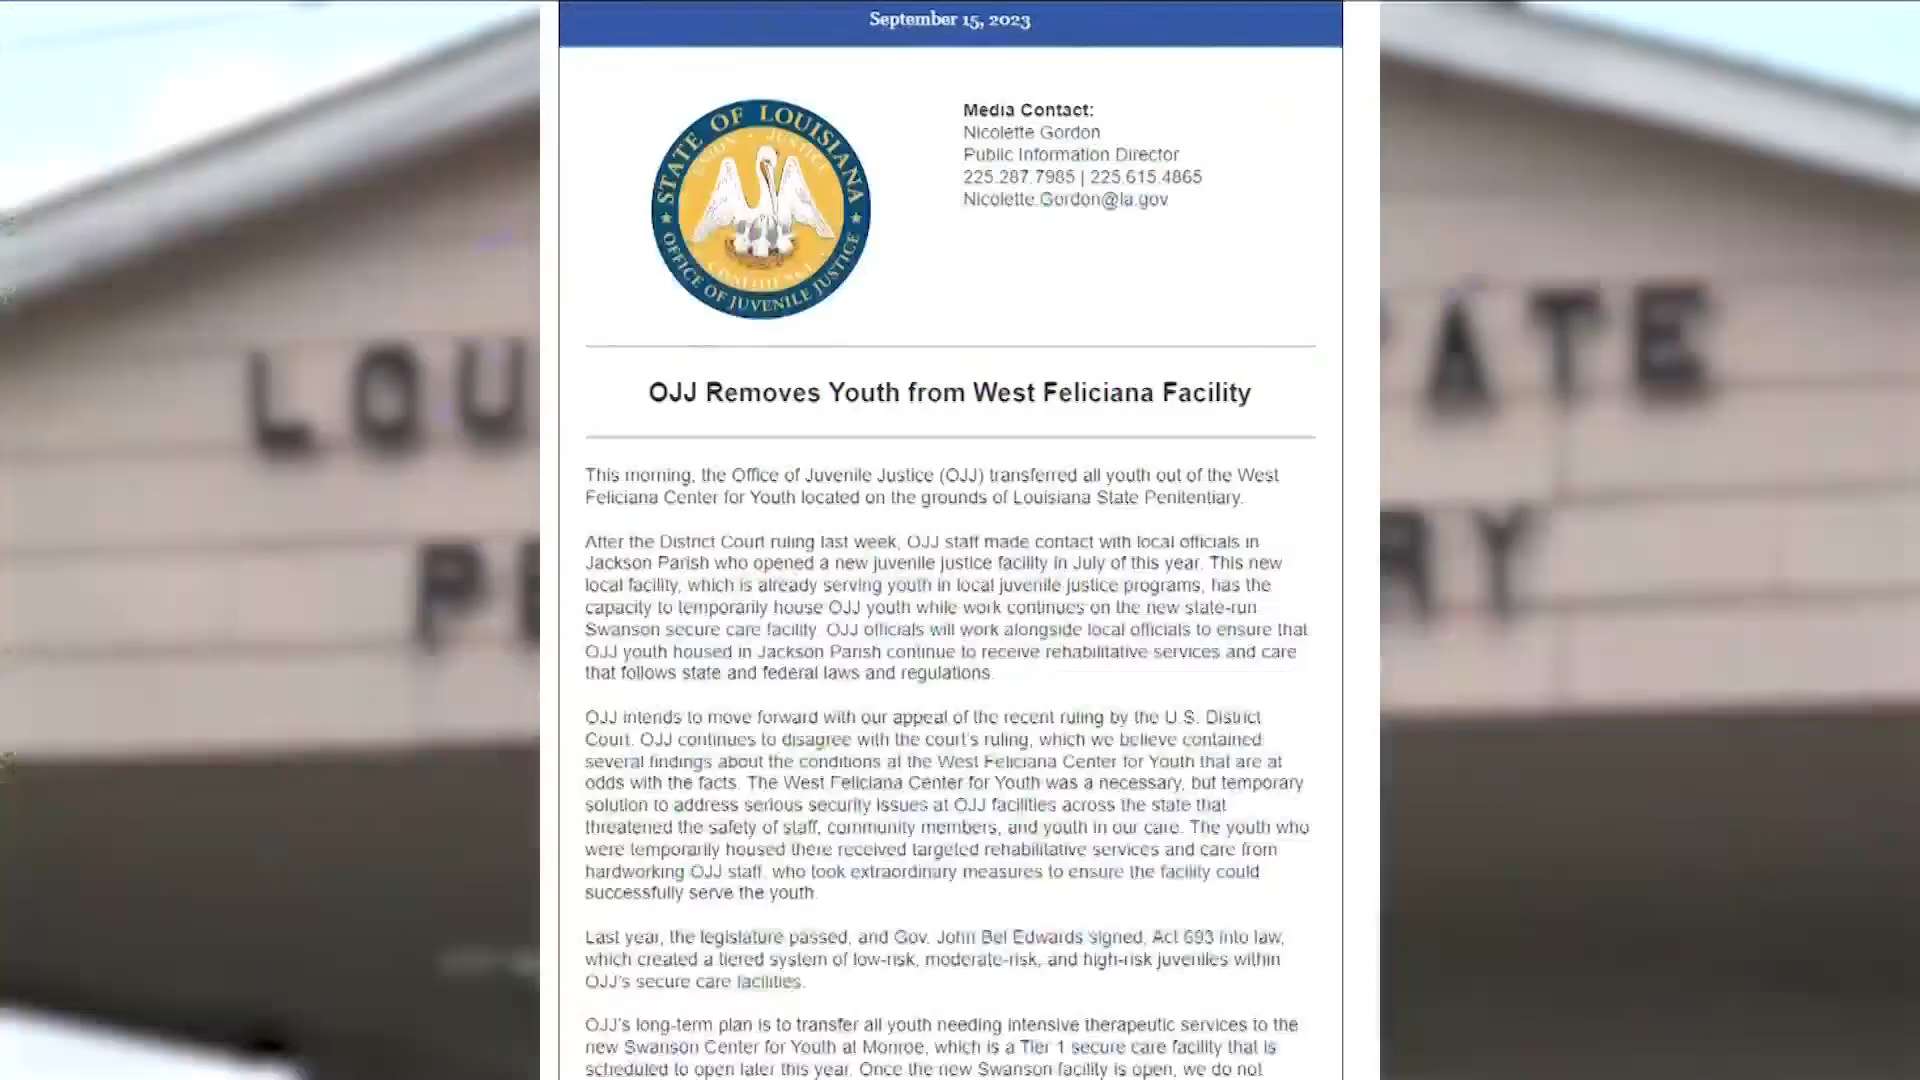 September 15, 2023
STATE OF LOUISIANA
UNION JUSTICE
OFFICE OF JUVENILE JUSTICE
Media Contact:
Nicolette Gordon
Public Information Director
225.287.7985 | 225.615.4865
Nicolette.Gordon@la.gov
OJJ Removes Youth from West Feliciana Facility
LOU
ATE
PE
RY
This morning, the Office of Juvenile Justice (OJJ) transferred all youth out of the West
Feliciana Center for Youth located on the grounds of Louisiana State Penitentiary.
After the District Court ruling last week, OJJ staff made contact with local officials in
Jackson Parish who opened a new juvenile justice facility in July of this year. This new
local facility, which is already serving youth in local juvenile justice programs, has the
capacity to temporarily house OJJ youth while work continues on the new state-run
Swanson secure care facility. OJJ officials will work alongside local officials to ensure that
OJJ youth housed in Jackson Parish continue to receive rehabilitative services and care
that follows state and federal laws and regulations.
OJJ intends to move forward with our appeal of the recent ruling by the U.S. District
Court. OJJ continues to disagree with the court's ruling, which we believe contained
several findings about the conditions at the West Feliciana Center for Youth that are at
odds with the facts. The West Feliciana Center for Youth was a necessary, but temporary
solution to address serious security issues at OJJ facilities across the state that
threatened the safety of staff, community members, and youth in our care. The youth who
were temporarily housed there received targeted rehabilitative services and care from
hardworking OJJ staff, who took extraordinary measures to ensure the facility could
successfully serve the youth.
Last year, the legislature passed, and Gov. John Bel Edwards signed, Act 693 into law,
which created a tiered system of low-risk, moderate-risk, and high-risk juveniles within
OJJ's secure care facilities.
OJJ's long-term plan is to transfer all youth needing intensive therapeutic services to the
new Swanson Center for Youth at Monroe, which is a Tier 1 secure care facility that is
scheduled to open later this year. Once the new Swanson facility is open, we do not